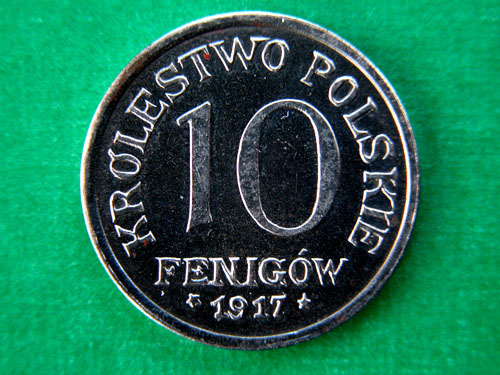 KRÓLESTWO POLSKIE
10
FENIGÓW
* 1917 *